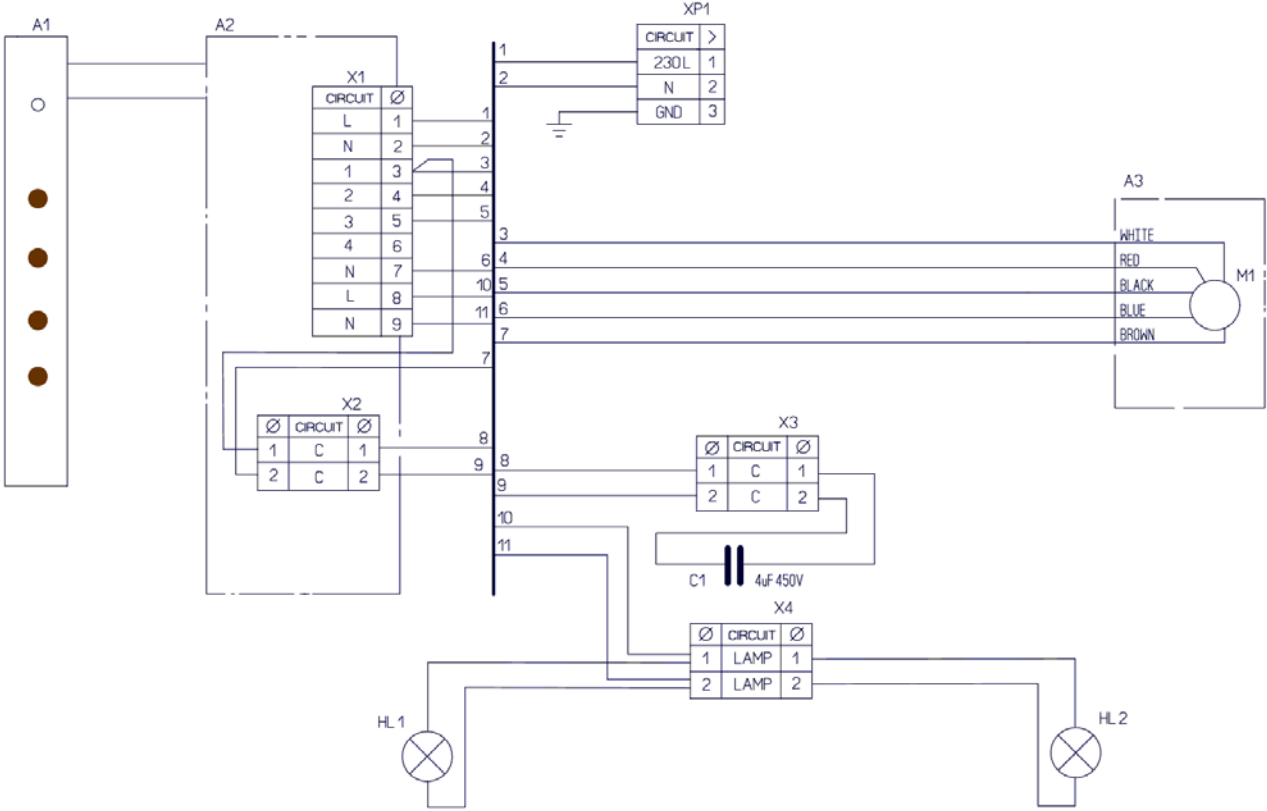 XP1
A1
A2
CIRCUIT >
1 230L 1
2 N 2
GND 3
X1
CIRCUIT Ø
L 1 1
N 2 2
1 3 3
2 4 4
3 5 5
4 6
N 7 6
L 8 10
N 9 11
7
A3
3 WHITE
4 RED
5 BLACK
6 BLUE
7 BROWN
M1
X2
Ø CIRCUIT Ø
1 C 1 8
2 C 2 9
X3
Ø CIRCUIT Ø
8 1 C 1
9 2 C 2
10
11
C1 4uF 450V
X4
Ø CIRCUIT Ø
1 LAMP 1
2 LAMP 2
HL1
HL2